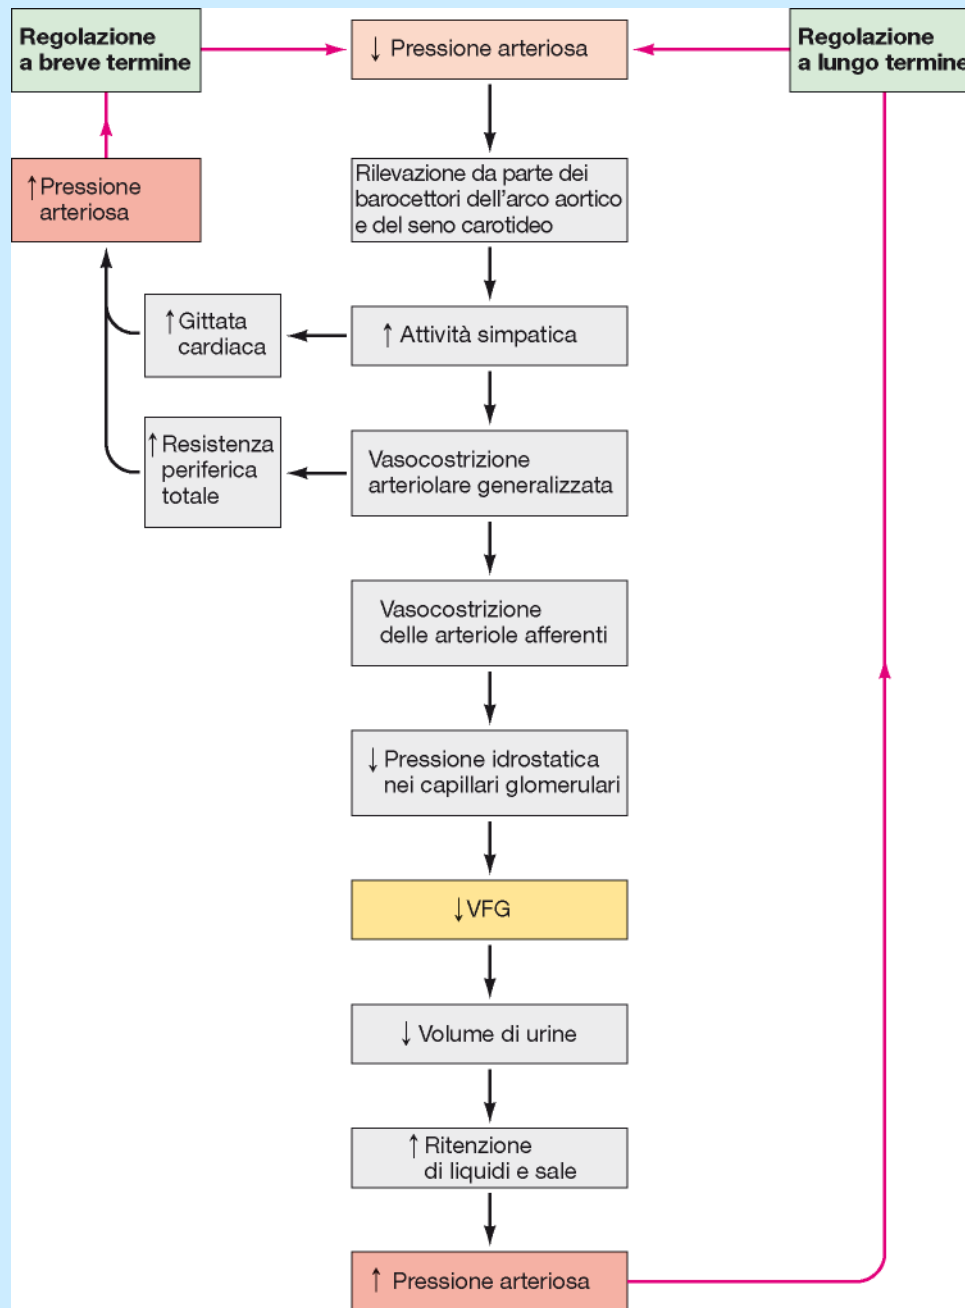 Regolazione
a breve termine
↓ Pressione arteriosa
Regolazione
a lungo termine
↑ Pressione
arteriosa
Rilevazione da parte dei
barocettori dell'arco aortico
e del seno carotideo
↑ Gittata
cardiaca
↑ Attività simpatica
↑ Resistenza
periferica
totale
Vasocostrizione
arteriolare generalizzata
Vasocostrizione
delle arteriole afferenti
↓ Pressione idrostatica
nei capillari glomerulari
↓ VFG
↓ Volume di urine
↑ Ritenzione
di liquidi e sale
↑ Pressione arteriosa